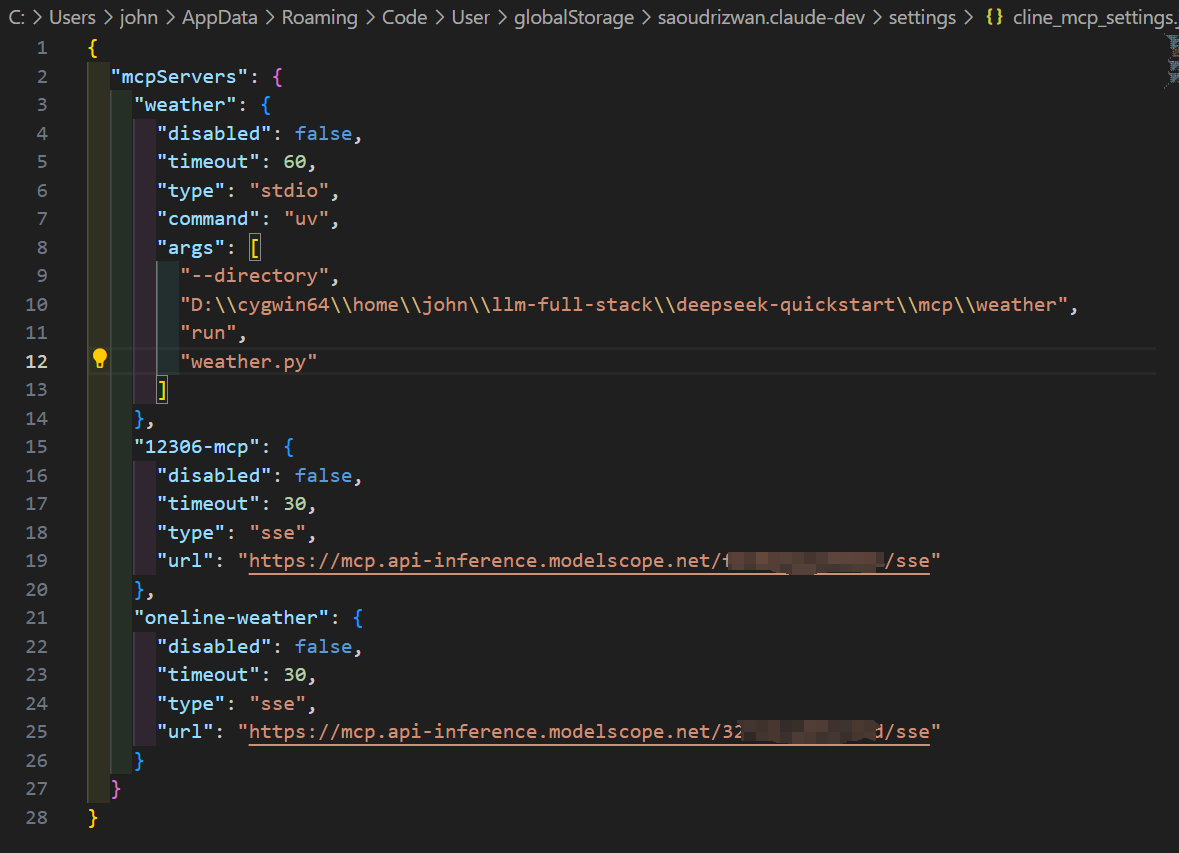 C: > Users > john > AppData > Roaming > Code > User > globalStorage > saoudrizwan.claude-dev > settings > {} cline_mcp_settings.
1 {
2 "mcpServers": {
3 "weather": {
4 "disabled": false,
5 "timeout": 60,
6 "type": "stdio",
7 "command": "uv",
8 "args": [
9 "--directory",
10 "D:\\cygwin64\\home\\john\\llm-full-stack\\deepseek-quickstart\\mcp\\weather",
11 "run",
12 "weather.py"
13 ]
14 },
15 "12306-mcp": {
16 "disabled": false,
17 "timeout": 30,
18 "type": "sse",
19 "url": "https://mcp.api-inference.modelscope.net/ /sse"
20 },
21 "oneline-weather": {
22 "disabled": false,
23 "timeout": 30,
24 "type": "sse",
25 "url": "https://mcp.api-inference.modelscope.net/32 d/sse"
26 }
27 }
28 }